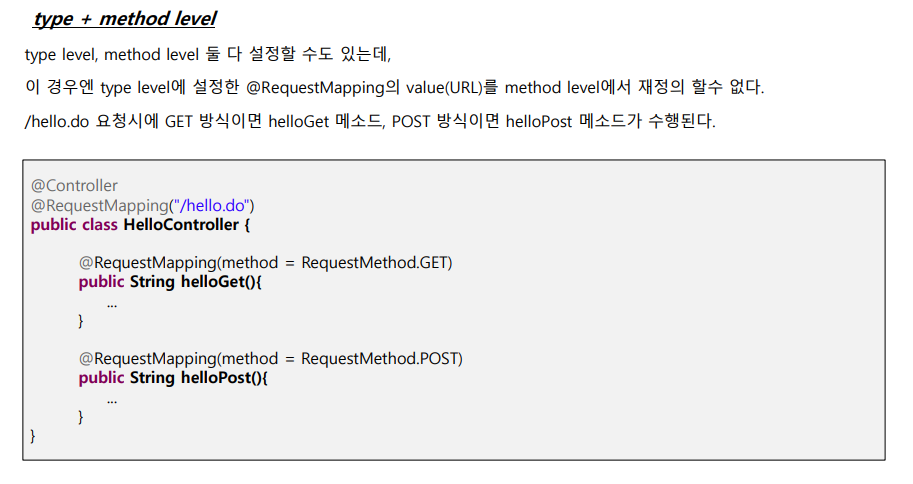 type + method level
type level, method level 둘 다 설정할 수도 있는데,
이 경우엔 type level에 설정한 @RequestMapping의 value(URL)를 method level에서 재정의 할수 없다.
/hello.do 요청시에 GET 방식이면 helloGet 메소드, POST 방식이면 helloPost 메소드가 수행된다.
@Controller
@RequestMapping("/hello.do")
public class HelloController {
@RequestMapping(method = RequestMethod.GET)
public String helloGet(){
...
}
@RequestMapping(method = RequestMethod.POST)
public String helloPost(){
...
}
}